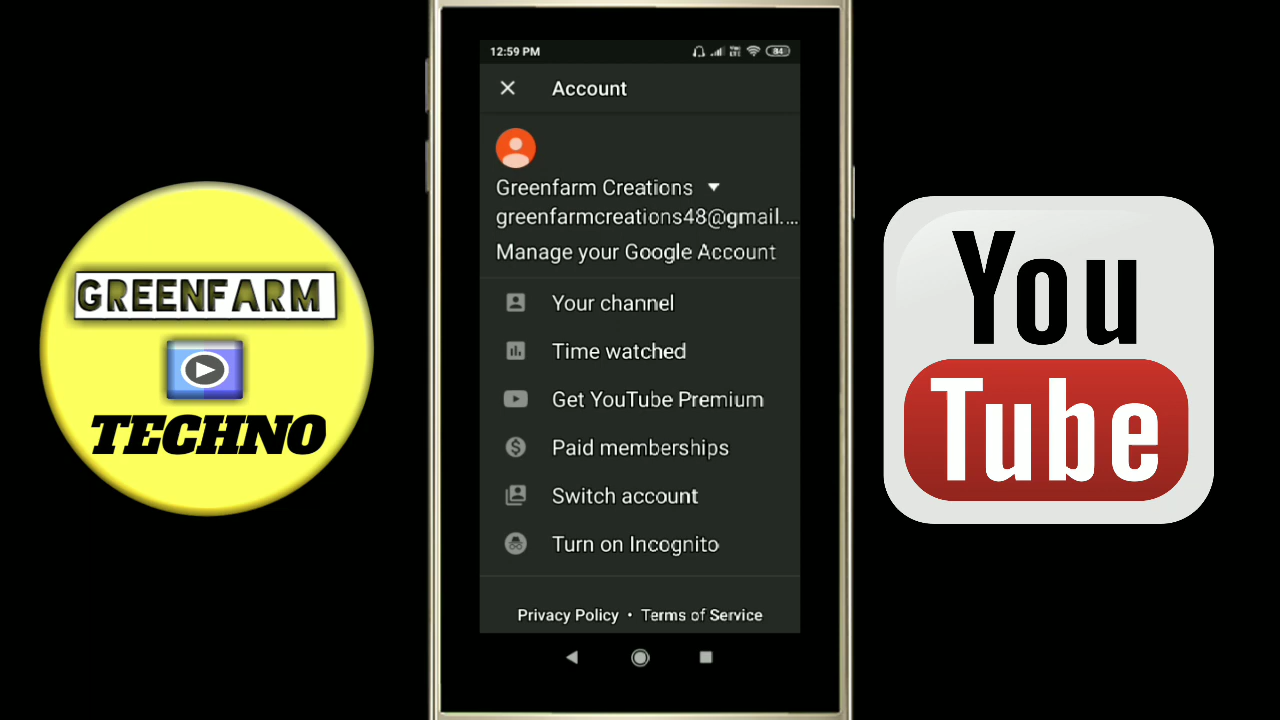 GREENFARM
TECHNO
12:59 PM
84
Account
Greenfarm Creations
greenfarmcreations48@gmail....
Manage your Google Account
Your channel
Time watched
Get YouTube Premium
Paid memberships
Switch account
Turn on Incognito
Privacy Policy • Terms of Service
You
Tube